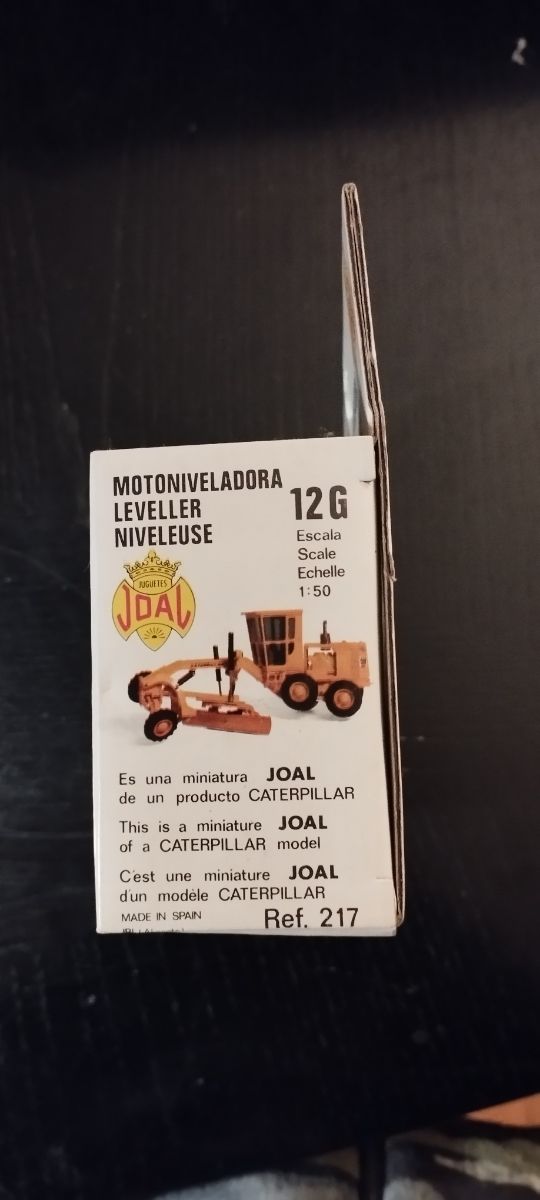 MOTONIVELADORA
LEVELLER
NIVELEUSE
12G
Escala
Scale
Echelle
1:50
JUGUETES
JOAL
Es una miniatura JOAL
de un producto CATERPILLAR
This is a miniature JOAL
of a CATERPILLAR model
C'est une miniature JOAL
d'un modèle CATERPILLAR
MADE IN SPAIN
Ref. 217